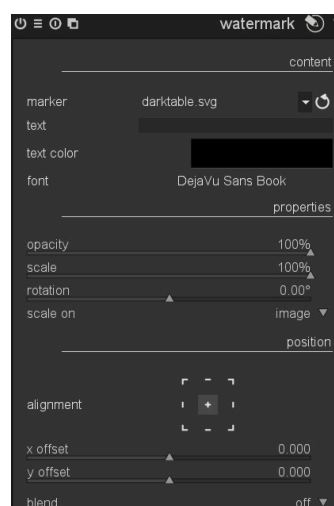 watermark
content
marker darktable.svg
text
text color
font DejaVu Sans Book
properties
opacity 100%
scale 100%
rotation 0.00°
scale on image
position
alignment
x offset 0.000
y offset 0.000
blend off